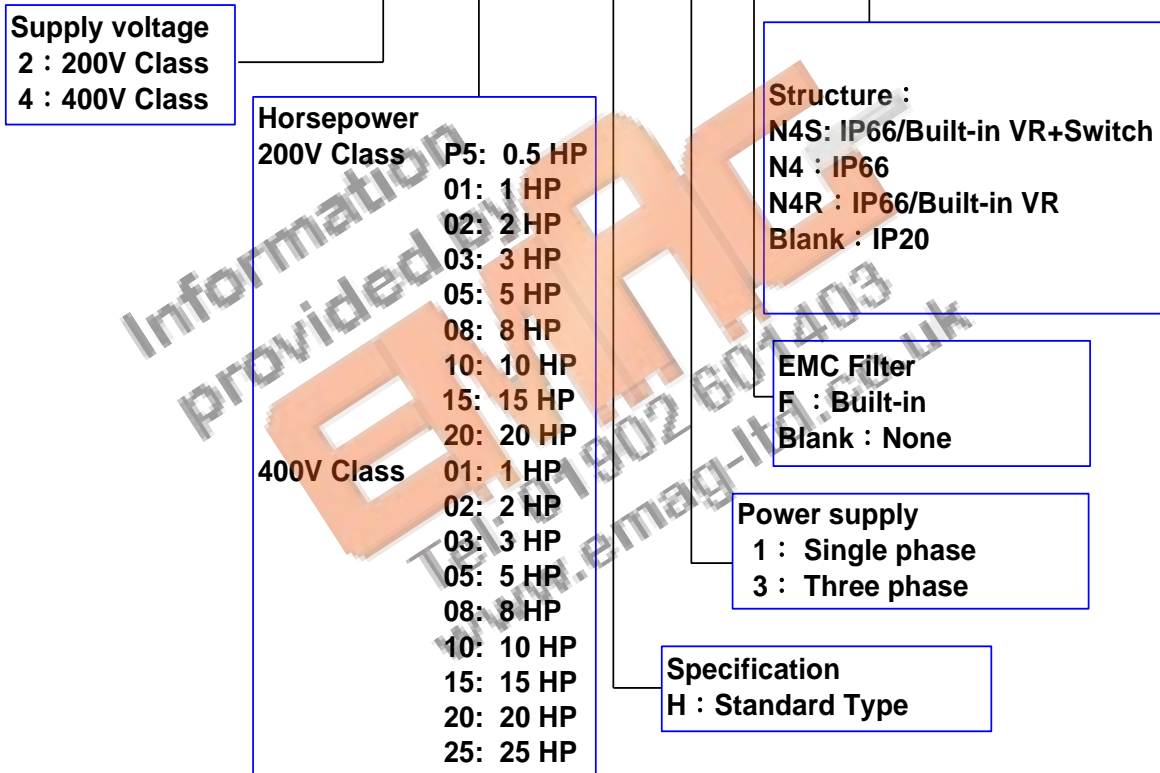 Supply voltage
2：200V Class
4：400V Class
Horsepower
200V Class P5: 0.5 HP
01: 1 HP
02: 2 HP
03: 3 HP
05: 5 HP
08: 8 HP
10: 10 HP
15: 15 HP
20: 20 HP
400V Class 01: 1 HP
02: 2 HP
03: 3 HP
05: 5 HP
08: 8 HP
10: 10 HP
15: 15 HP
20: 20 HP
25: 25 HP
Structure：
N4S: IP66/Built-in VR+Switch
N4：IP66
N4R：IP66/Built-in VR
Blank：IP20
EMC Filter
F ：Built-in
Blank：None
Power supply
1： Single phase
3： Three phase
Specification
H：Standard Type
Information
provided by
EMAG
Tel: 01902 601403
www.emag-ltd.co.uk